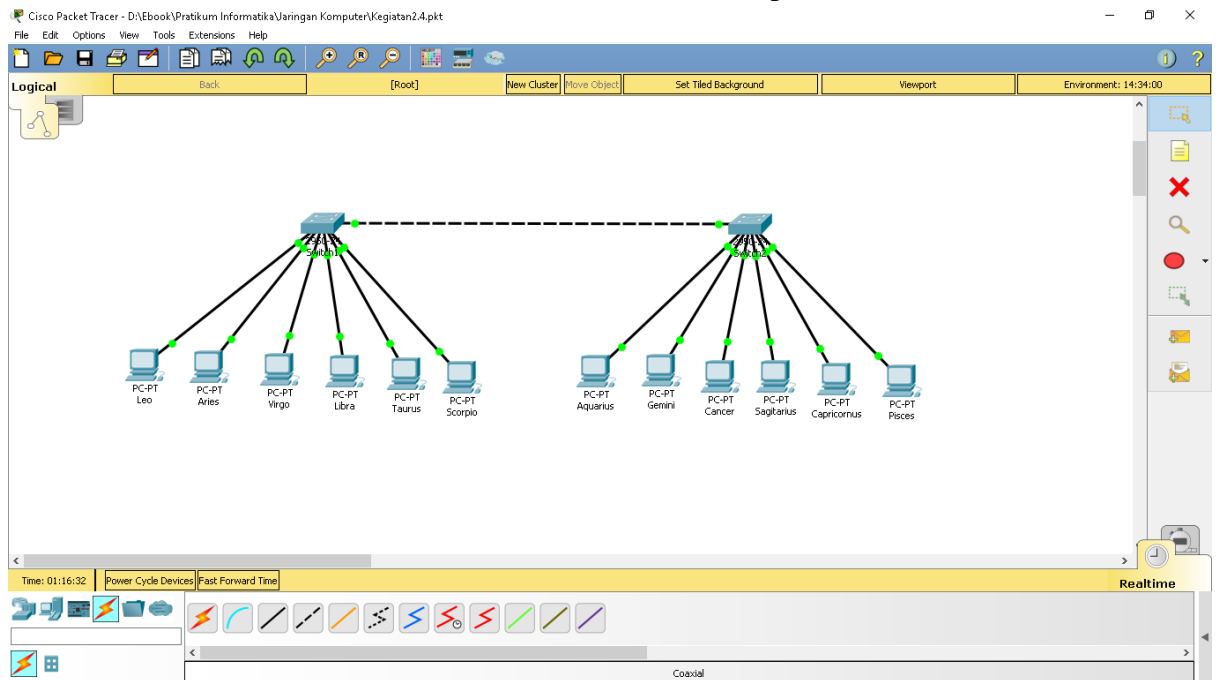 Cisco Packet Tracer - D:\Ebook\Pratikum Informatika\Jaringan Komputer\Kegiatan2.4.pkt
File Edit Options View Tools Extensions Help
Logical Back [Root] New Cluster Move Object Set Tiled Background Viewport Environment: 14:34:00
Switch1
Switch2
PC-PT
Leo
PC-PT
Aries
PC-PT
Virgo
PC-PT
Libra
PC-PT
Taurus
PC-PT
Scorpio
PC-PT
Aquarius
PC-PT
Gemini
PC-PT
Cancer
PC-PT
Sagitarius
PC-PT
Capricornus
PC-PT
Pisces
Time: 01:16:32 Power Cycle Devices Fast Forward Time Realtime
Coaxial